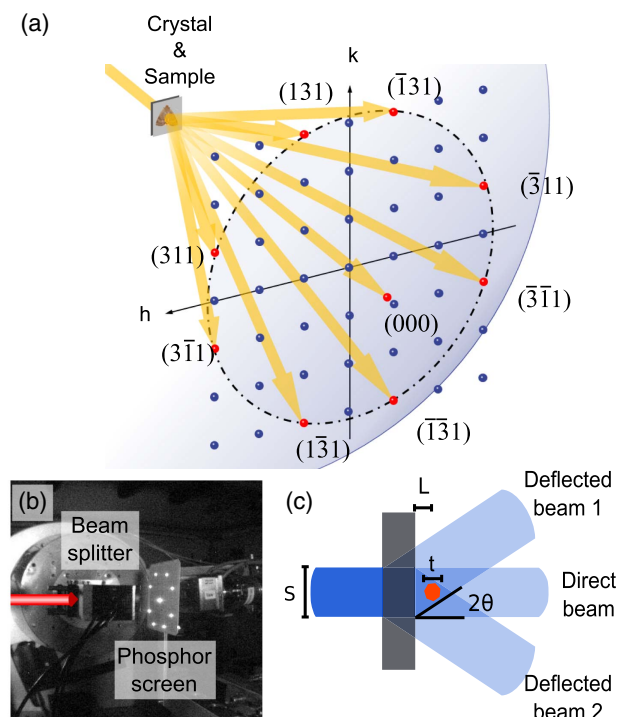 (a)
Crystal
&
Sample
k
(131)
(1̅31)
(3̅11)
(311)
(3̅1̅1)
h
(000)
(31̅1)
(13̅1)
(1̅3̅1)
(b)
Beam
splitter
Phosphor
screen
(c)
L
Deflected
beam 1
S
t
Direct
beam
2θ
Deflected
beam 2